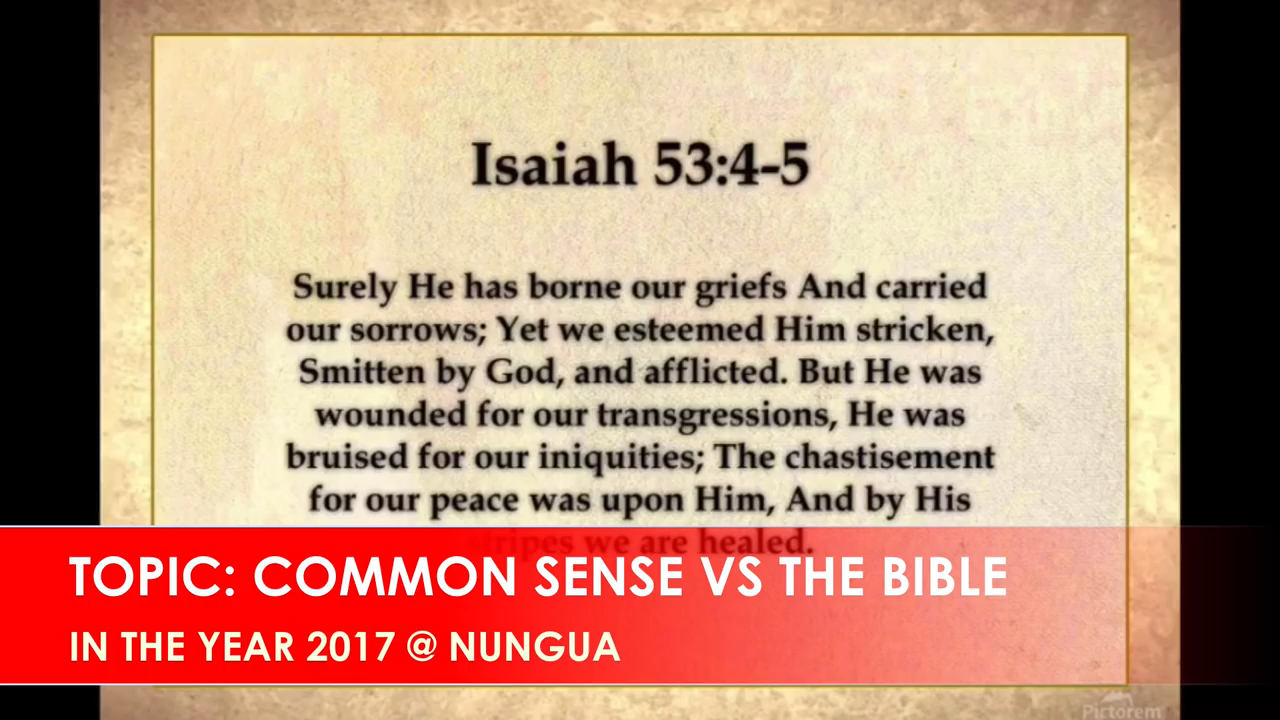 Isaiah 53:4-5
Surely He has borne our griefs And carried
our sorrows; Yet we esteemed Him stricken,
Smitten by God, and afflicted. But He was
wounded for our transgressions, He was
bruised for our iniquities; The chastisement
for our peace was upon Him, And by His
stripes we are healed.
TOPIC: COMMON SENSE VS THE BIBLE
IN THE YEAR 2017 @ NUNGUA
Pictorem